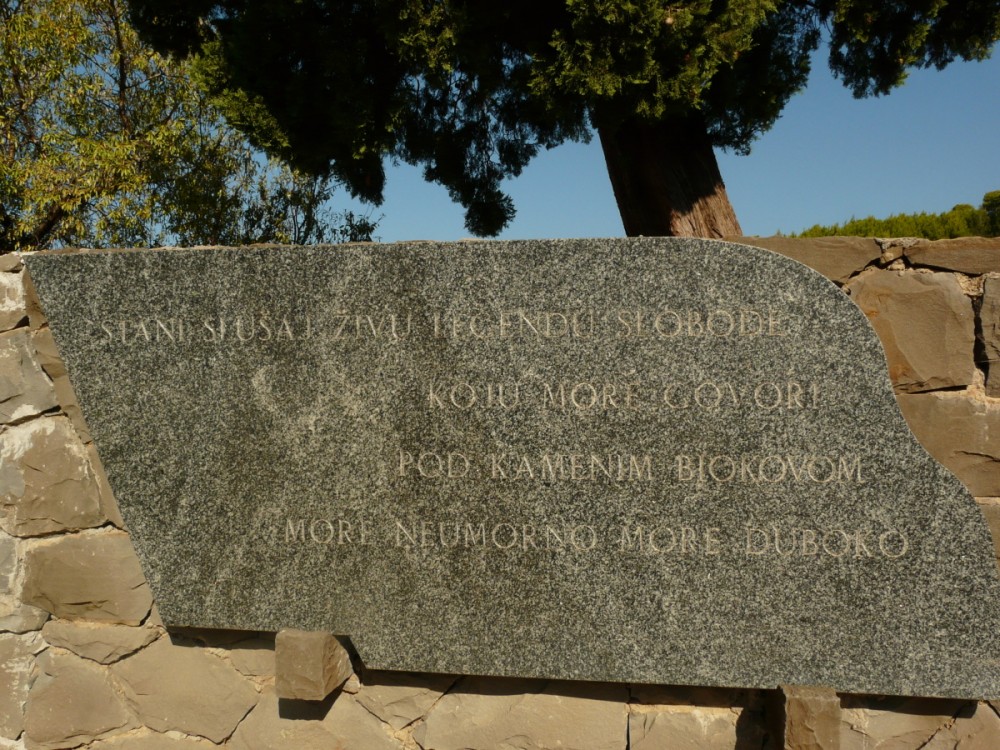 STANI SLUŠAJ ŽIVU LEGENDU SLOBODE
KOJU MORE GOVORI
POD KAMENIM BIOKOVOM
MORE NEUMORNO MORE DUBOKO